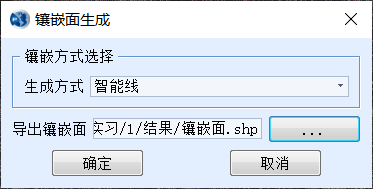 镶嵌面生成
镶嵌方式选择
生成方式 智能线
导出镶嵌面 实习/1/结果/镶嵌面.shp ...
确定 取消